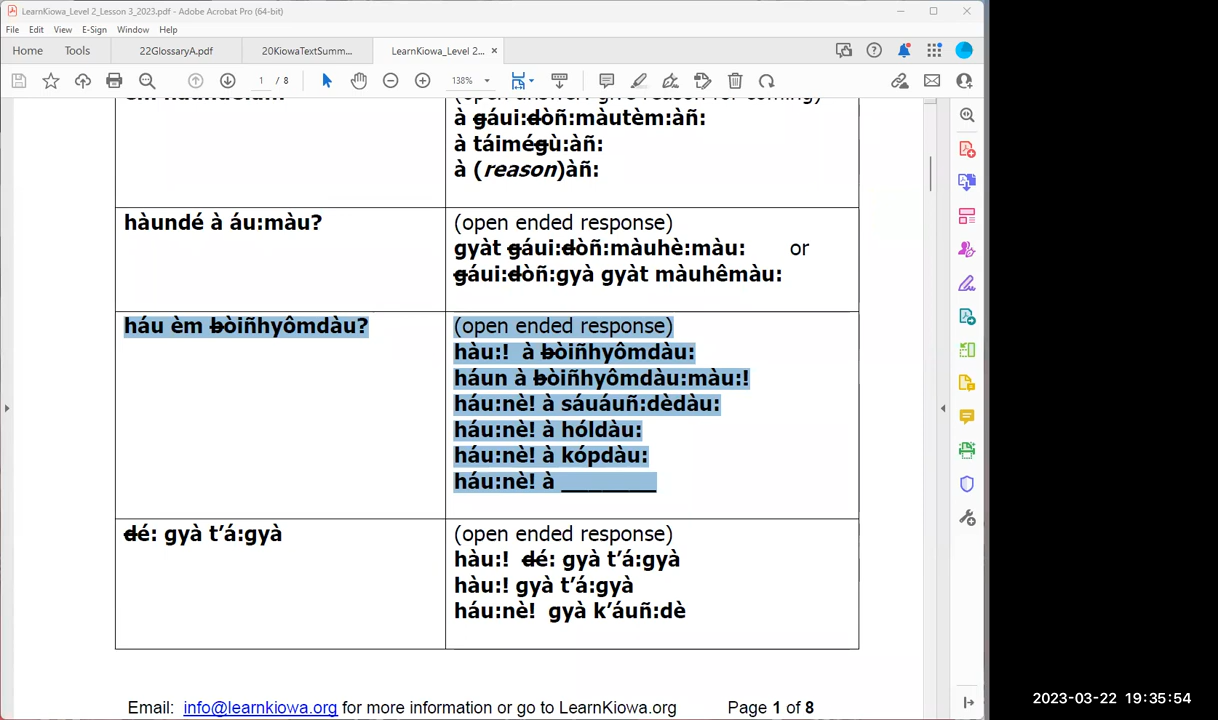 LearnKiowa_Level 2_Lesson 3_2023.pdf - Adobe Acrobat Pro (64-bit)
File Edit View E-Sign Window Help
Home Tools 22GlossaryA.pdf 20KiowaTextSumm... LearnKiowa_Level 2... ×
1 / 8 138%
à g̶áui:d̶òñ:màutèm:àñ:
à táimég̶ù:àñ:
à (reason)àñ:
hàundé à áu:màu?
(open ended response)
gyàt g̶áui:d̶òñ:màuhè:màu: or
g̶áui:d̶òñ:gyà gyàt màuhêmàu:
háu èm b̶òiñhyômdàu?
(open ended response)
hàu:! à b̶òiñhyômdàu:
háun à b̶òiñhyômdàu:màu:!
háu:nè! à sáuáuñ:dèdàu:
háu:nè! à hóldàu:
háu:nè! à kópdàu:
háu:nè! à _________
d̶é: gyà t’á:gyà
(open ended response)
hàu:! d̶é: gyà t’á:gyà
hàu:! gyà t’á:gyà
háu:nè! gyà k’áuñ:dè
Email: info@learnkiowa.org for more information or go to LearnKiowa.org Page 1 of 8
2023-03-22 19:35:54